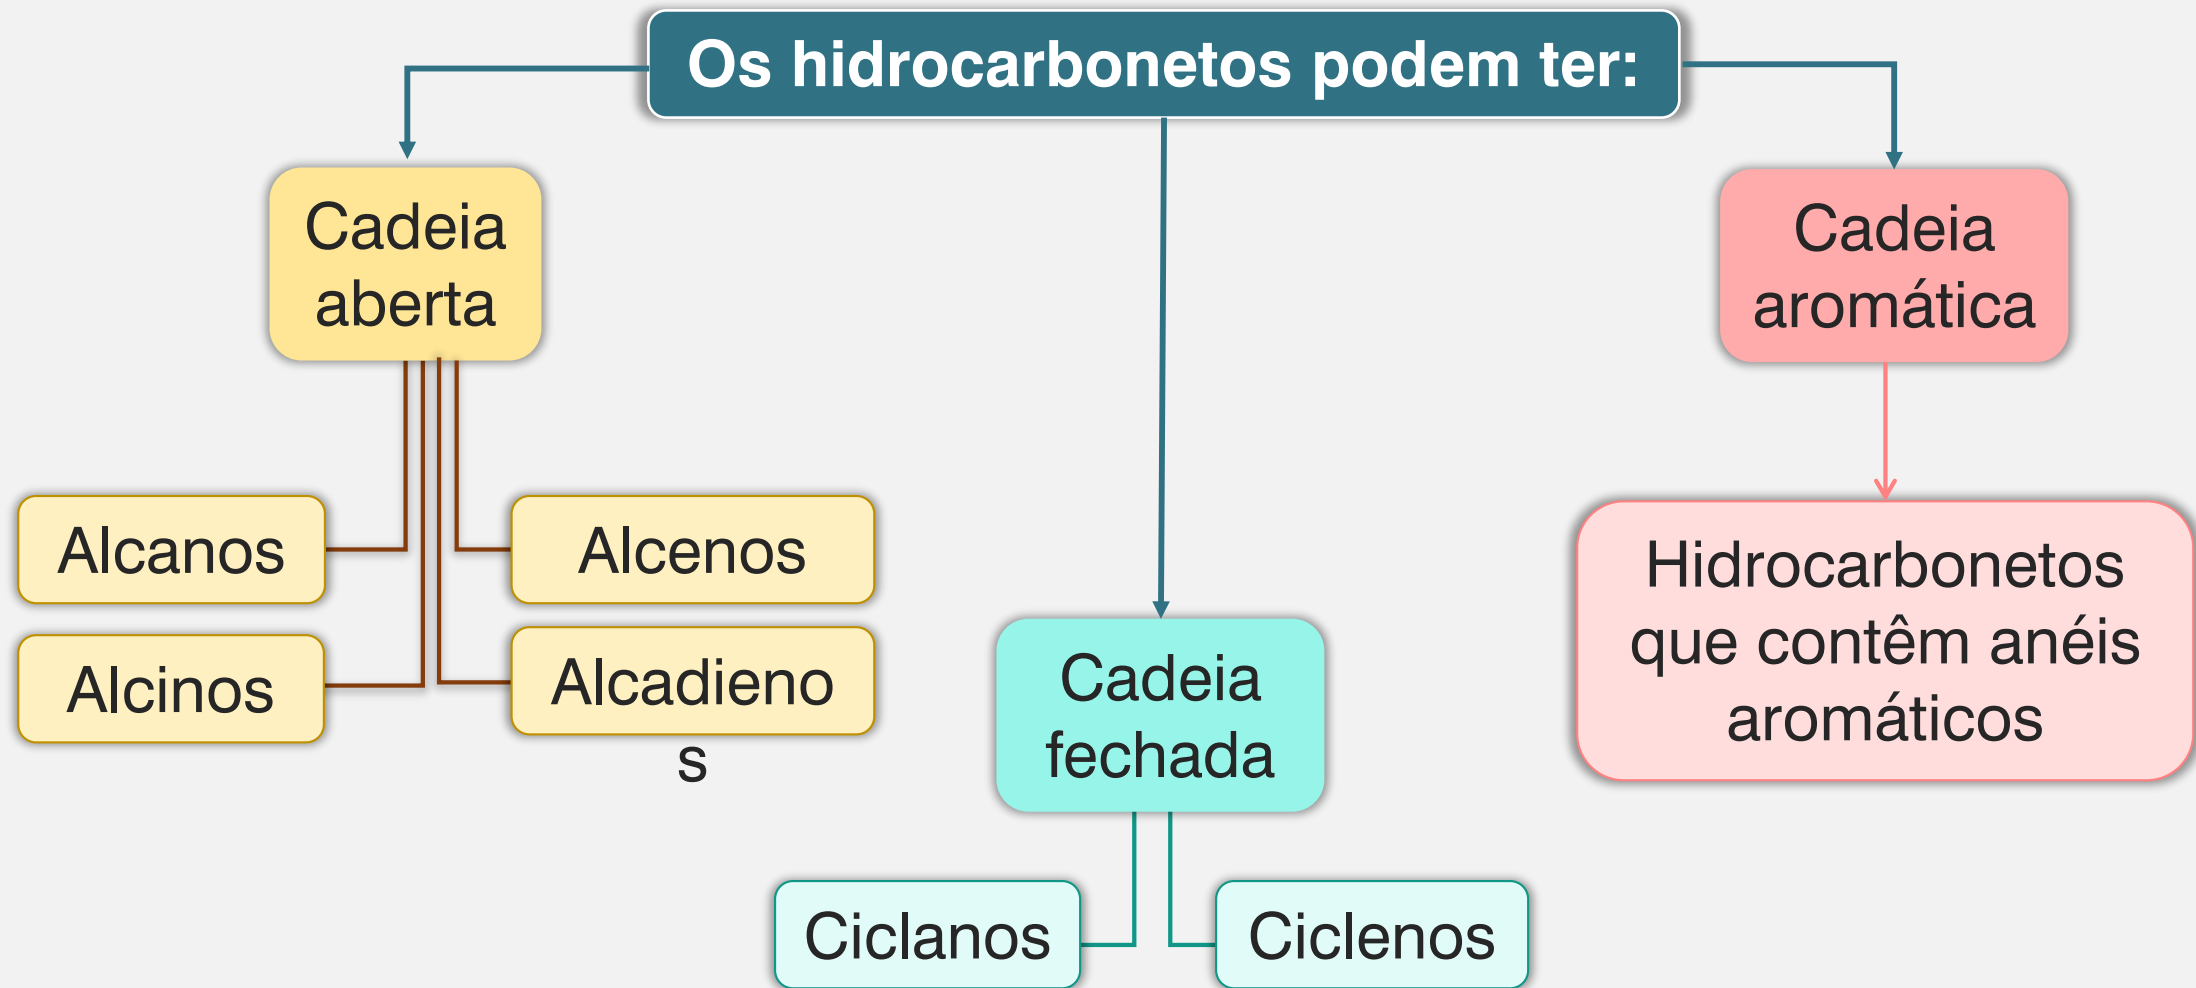 Os hidrocarbonetos podem ter:
Cadeia
aberta
Alcanos
Alcenos
Alcinos
Alcadieno
s
Cadeia
fechada
Ciclanos
Ciclenos
Cadeia
aromática
Hidrocarbonetos
que contêm anéis
aromáticos